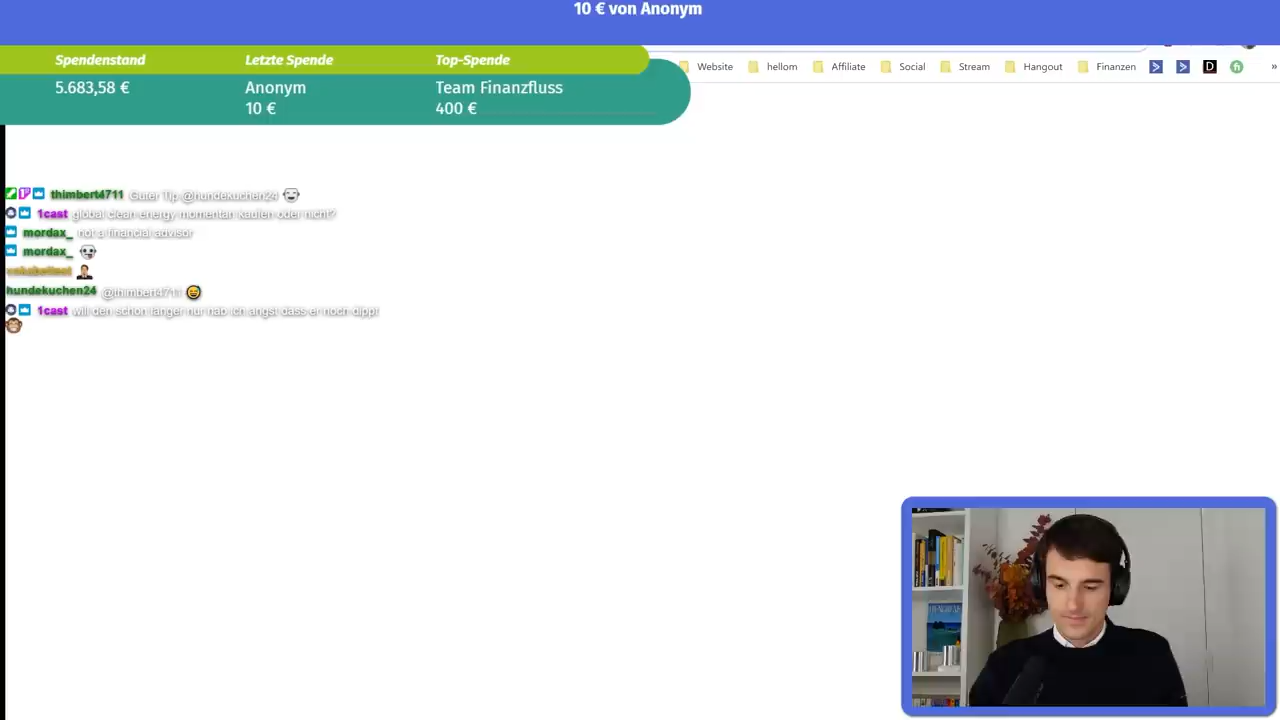 10 € von Anonym
Spendenstand Letzte Spende Top-Spende
5.683,58 € Anonym Team Finanzfluss
10 € 400 €
Website hellom Affiliate Social Stream Hangout Finanzen »
thimbert4711 Guter Tip @hundekuchen24
1cast global clean energy momentan kaufen oder nicht?
mordax_ not a financial advisor
mordax_
hundekuchen24 @thimbert4711
1cast will den schon länger nur hab ich angst dass er noch dippt